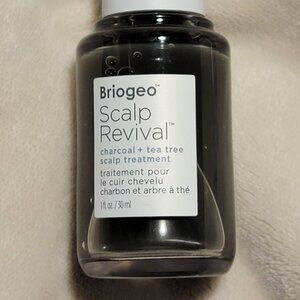 Briogeo™
Scalp
Revival™
charcoal + tea tree
scalp treatment
traitement pour
le cuir chevelu
charbon et arbre à thé
1 fl. oz. / 30 ml